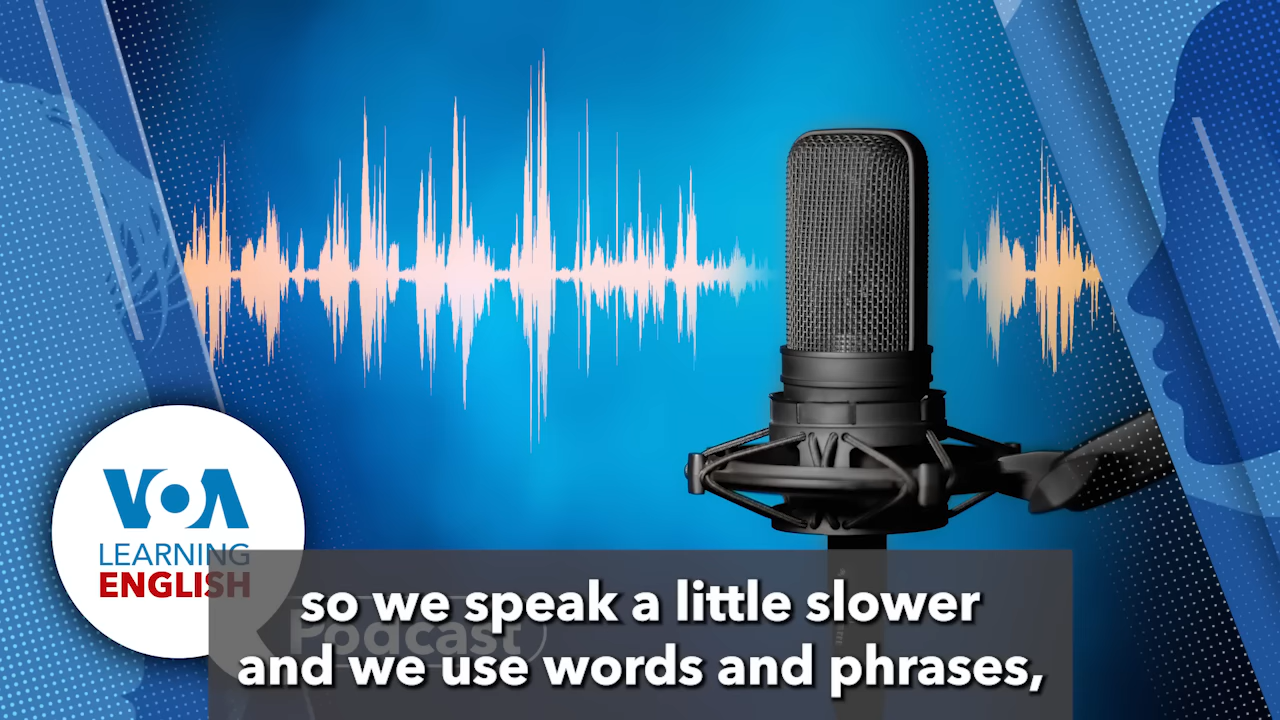 VOA
LEARNING
ENGLISH
Podcast
so we speak a little slower
and we use words and phrases,